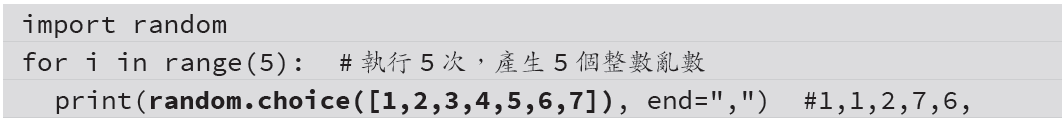 import random
for i in range(5):  # 執行 5 次，產生 5 個整數亂數
  print(random.choice([1,2,3,4,5,6,7]), end=",")  #1,1,2,7,6,